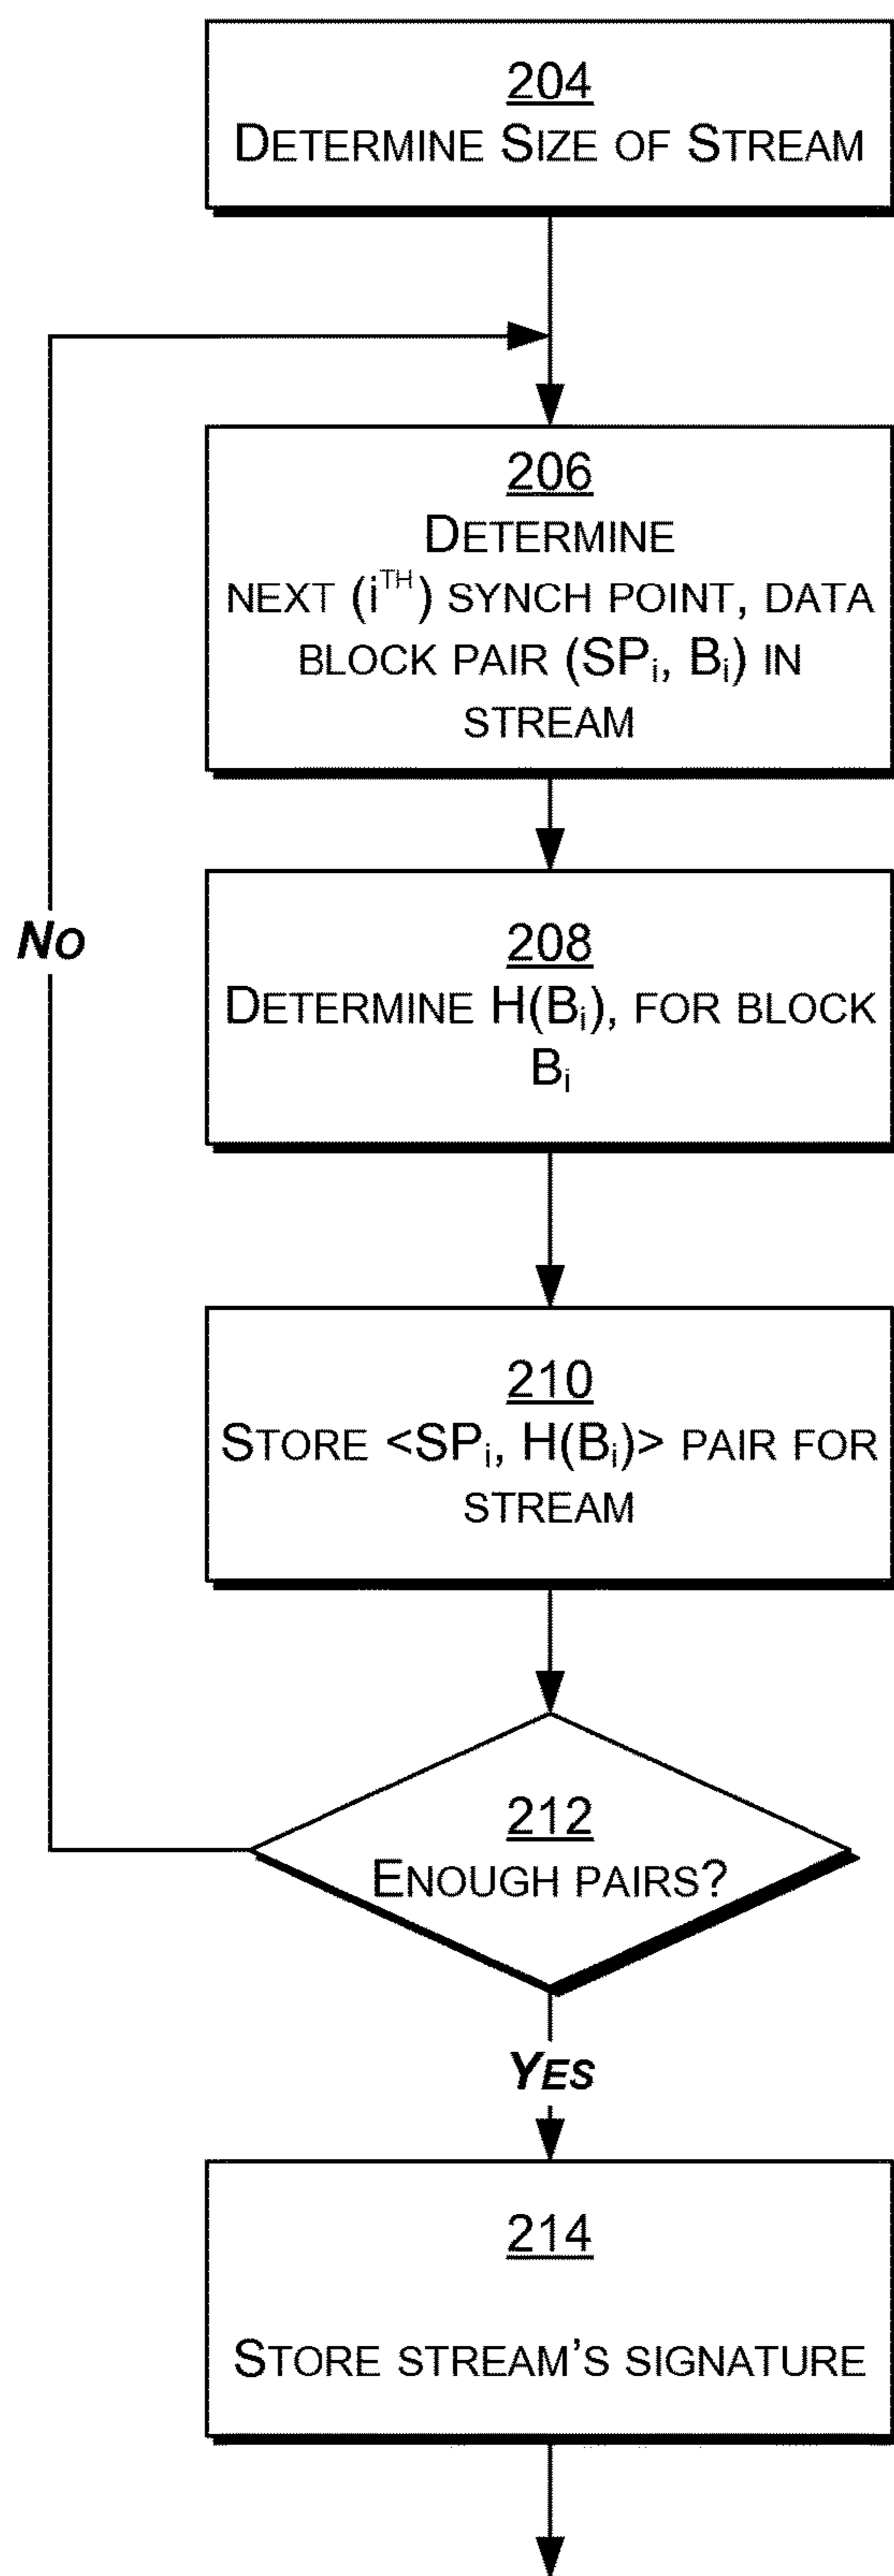 204
DETERMINE SIZE OF STREAM
206
DETERMINE
NEXT (iᵀᴴ) SYNCH POINT, DATA
BLOCK PAIR (SPᵢ, Bᵢ) IN
STREAM
NO
208
DETERMINE H(Bᵢ), FOR BLOCK
Bᵢ
210
STORE <SPᵢ, H(Bᵢ)> PAIR FOR
STREAM
212
ENOUGH PAIRS?
YES
214
STORE STREAM'S SIGNATURE